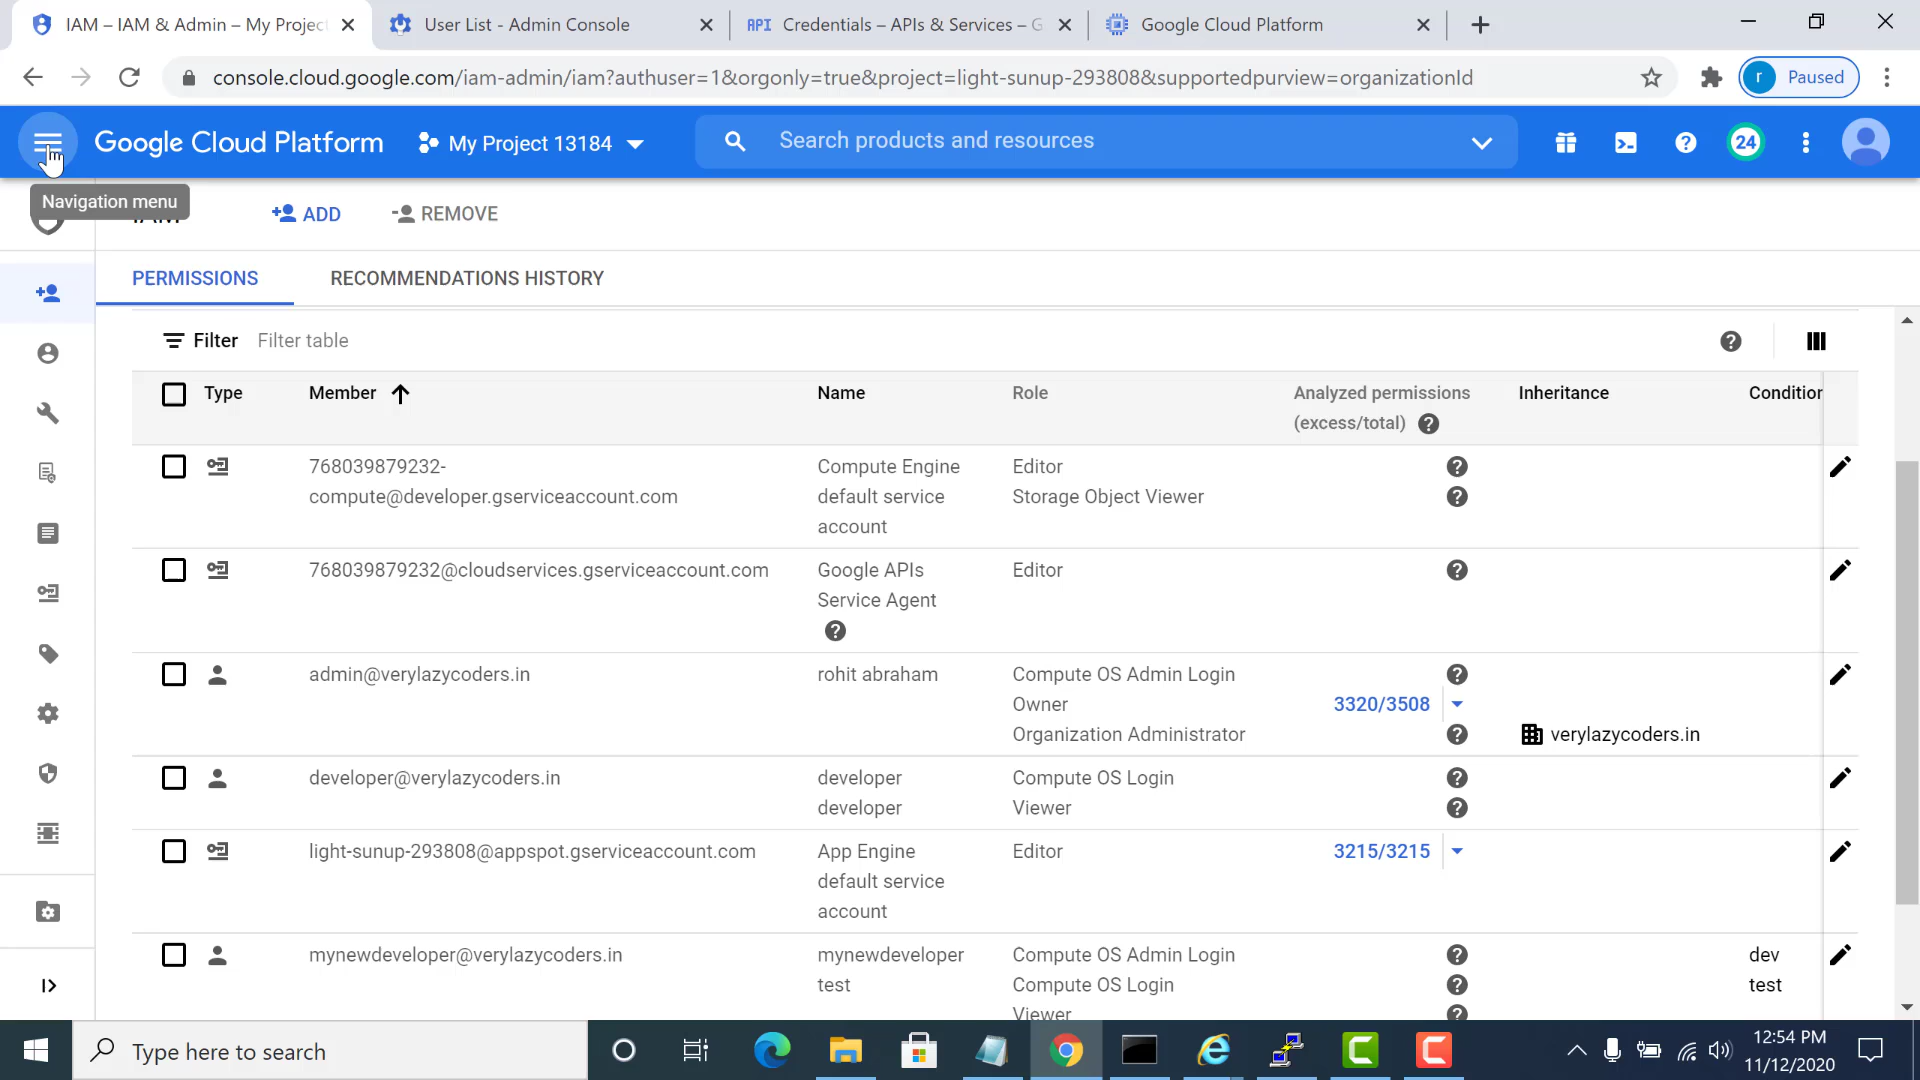 IAM – IAM & Admin – My Project
User List - Admin Console
API Credentials – APIs & Services – G
Google Cloud Platform
console.cloud.google.com/iam-admin/iam?authuser=1&orgonly=true&project=light-sunup-293808&supportedpurview=organizationId
r Paused
Google Cloud Platform
My Project 13184
Search products and resources
24
Navigation menu
IAM
ADD
REMOVE
PERMISSIONS
RECOMMENDATIONS HISTORY
Filter Filter table
Type Member Name Role Analyzed permissions Inheritance Condition
(excess/total)
768039879232- Compute Engine Editor
compute@developer.gserviceaccount.com default service Storage Object Viewer
account
768039879232@cloudservices.gserviceaccount.com Google APIs Editor
Service Agent
admin@verylazycoders.in rohit abraham Compute OS Admin Login
Owner 3320/3508
Organization Administrator verylazycoders.in
developer@verylazycoders.in developer Compute OS Login
developer Viewer
light-sunup-293808@appspot.gserviceaccount.com App Engine Editor 3215/3215
default service
account
mynewdeveloper@verylazycoders.in mynewdeveloper Compute OS Admin Login dev
test Compute OS Login test
Viewer
Type here to search
12:54 PM
11/12/2020